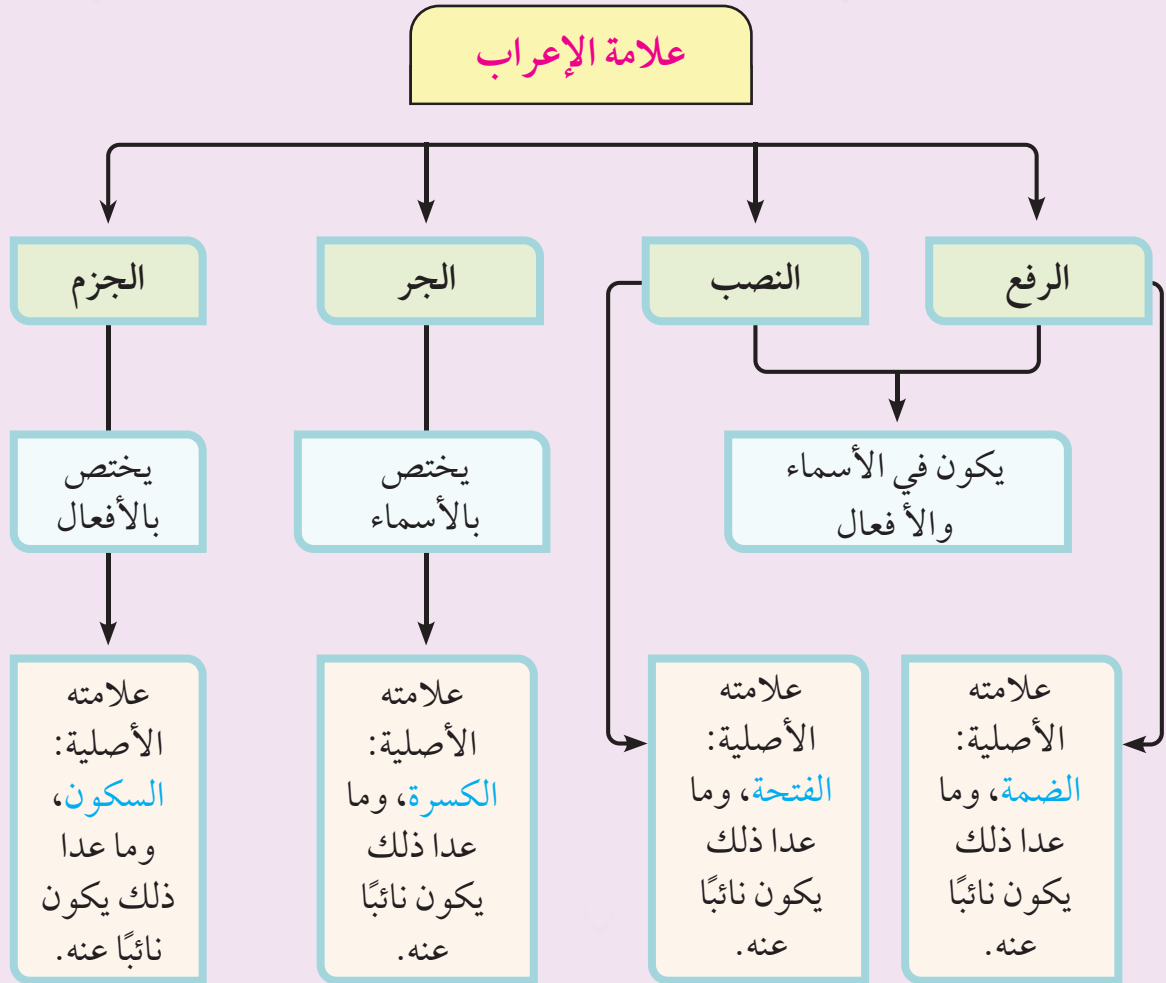 علامة الإعراب
الرفع
النصب
الجر
الجزم
يكون في الأسماء
والأفعال
يختص
بالأسماء
يختص
بالأفعال
علامته
الأصلية:
الضمة، وما
عدا ذلك
يكون نائبًا
عنه.
علامته
الأصلية:
الفتحة، وما
عدا ذلك
يكون نائبًا
عنه.
علامته
الأصلية:
الكسرة، وما
عدا ذلك
يكون نائبًا
عنه.
علامته
الأصلية:
السكون،
وما عدا
ذلك يكون
نائبًا عنه.